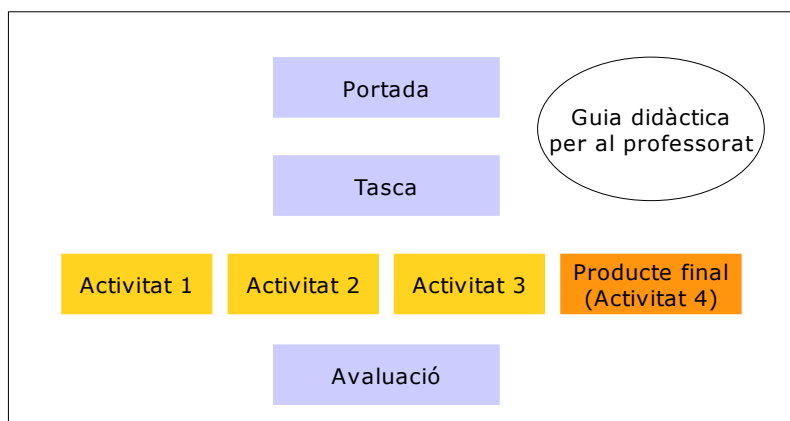 Portada
Guia didàctica
per al professorat
Tasca
Activitat 1
Activitat 2
Activitat 3
Producte final
(Activitat 4)
Avaluació